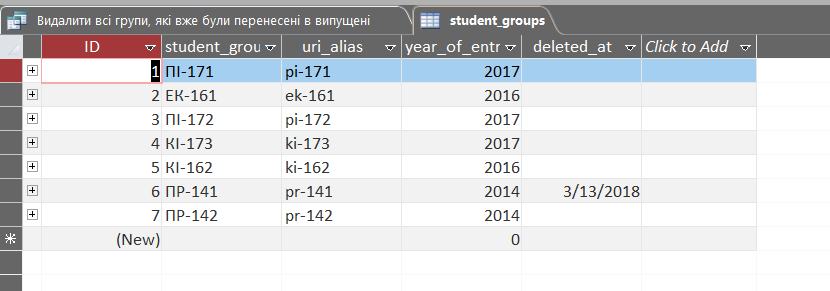 Видалити всі групи, які вже були перенесені в випущені student_groups
ID student_grou uri_alias year_of_entr deleted_at Click to Add
1 ПІ-171 pi-171 2017
2 ЕК-161 ek-161 2016
3 ПІ-172 pi-172 2017
4 КІ-173 ki-173 2017
5 КІ-162 ki-162 2016
6 ПР-141 pr-141 2014 3/13/2018
7 ПР-142 pr-142 2014
(New) 0